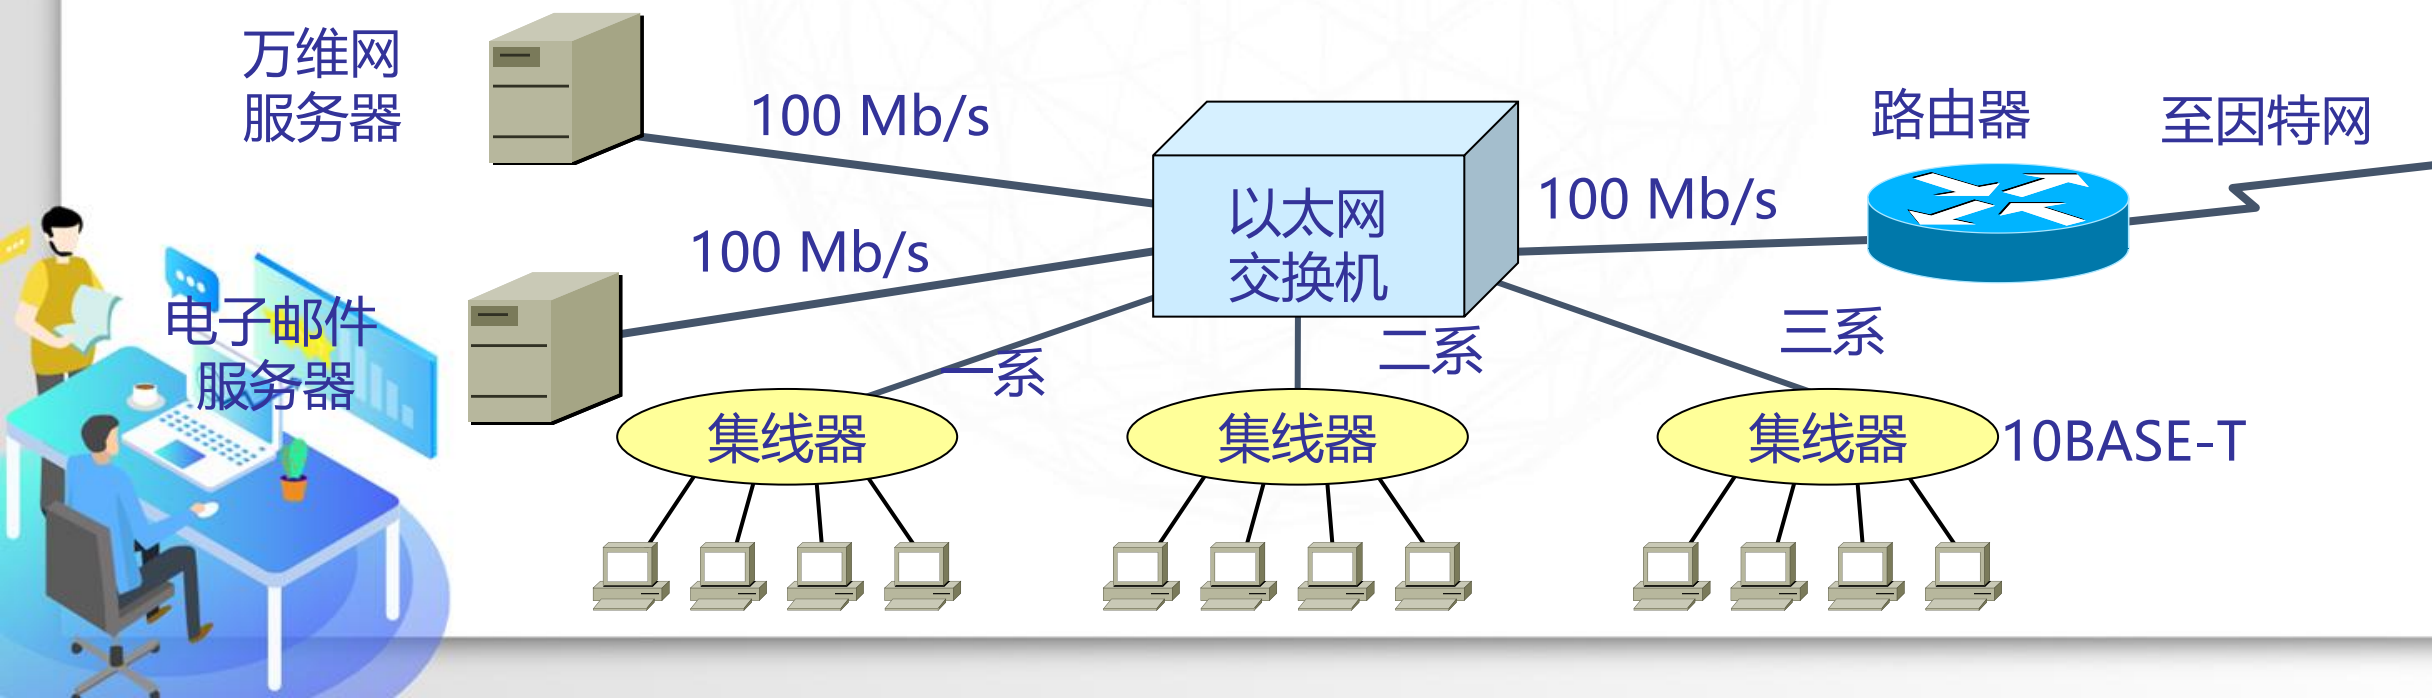 万维网
服务器
100 Mb/s
路由器
至因特网
以太网
交换机
100 Mb/s
100 Mb/s
电子邮件
服务器
一系
二系
三系
集线器
集线器
集线器
10BASE-T